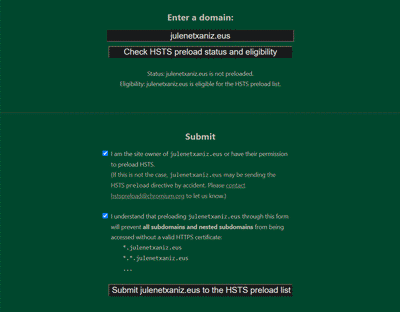 Enter a domain:
julenetxaniz.eus
Check HSTS preload status and eligibility
Status: julenetxaniz.eus is not preloaded.
Eligibility: julenetxaniz.eus is eligible for the HSTS preload list.
Submit
I am the site owner of julenetxaniz.eus or have their permission
to preload HSTS.
(If this is not the case, julenetxaniz.eus may be sending the
HSTS preload directive by accident. Please contact
hstspreload@chromium.org to let us know.)
I understand that preloading julenetxaniz.eus through this form
will prevent all subdomains and nested subdomains from being
accessed without a valid HTTPS certificate:
*.julenetxaniz.eus
*.*.julenetxaniz.eus
...
Submit julenetxaniz.eus to the HSTS preload list